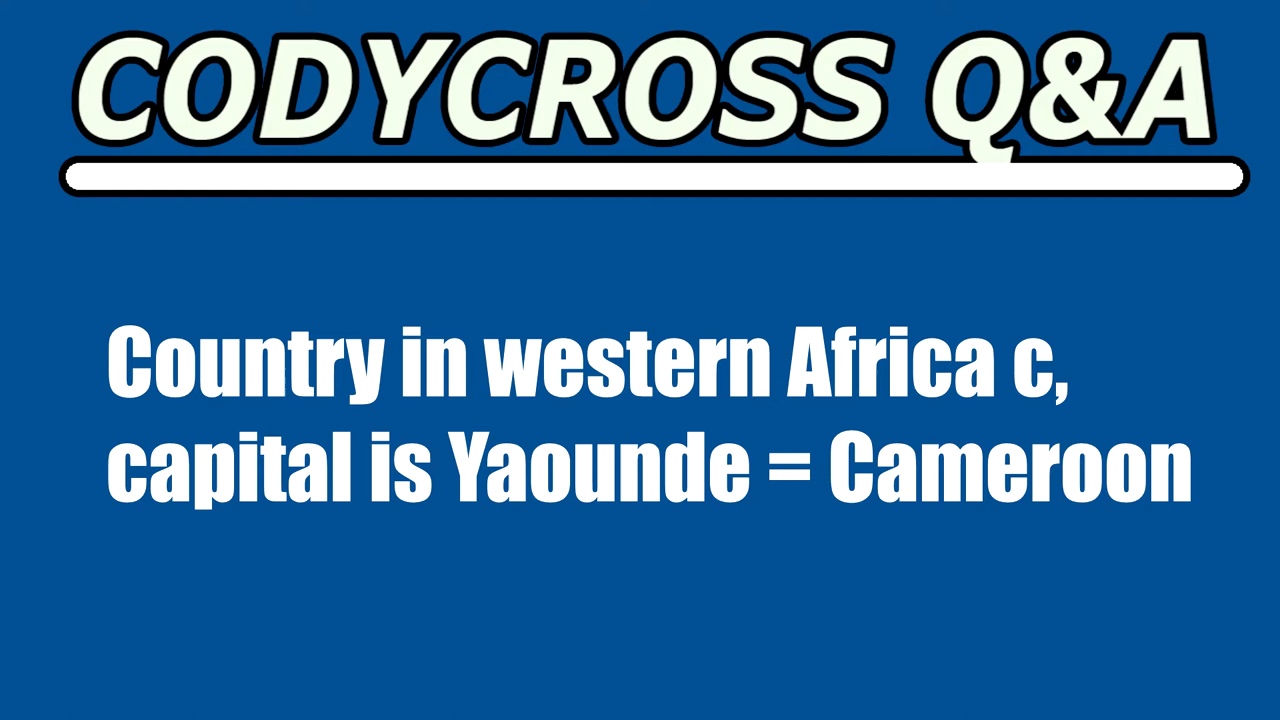 CODYCROSS Q&A
Country in western Africa c,
capital is Yaounde = Cameroon